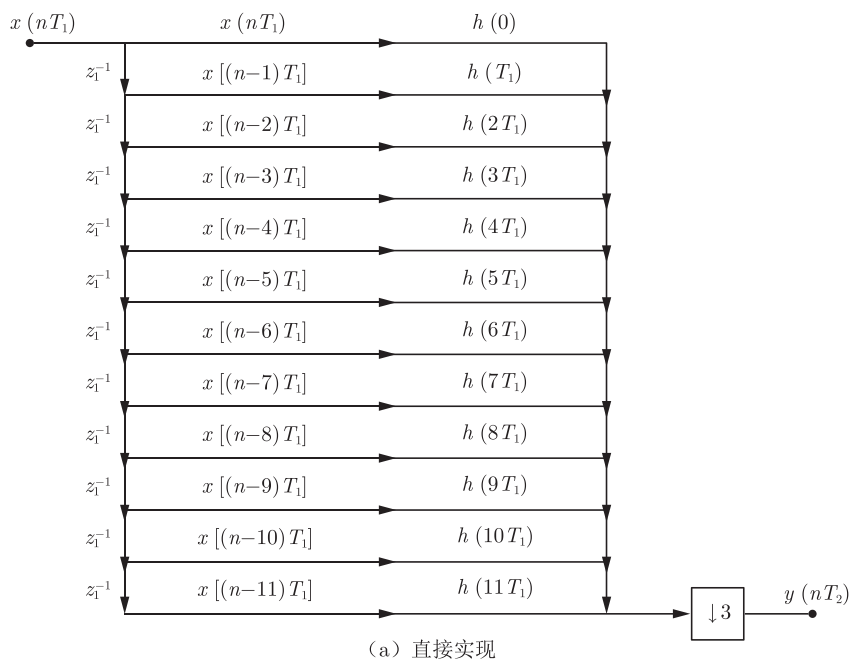 x (nT₁) x (nT₁) h (0)
z₁⁻¹ x [(n−1) T₁] h (T₁)
z₁⁻¹ x [(n−2) T₁] h (2T₁)
z₁⁻¹ x [(n−3) T₁] h (3T₁)
z₁⁻¹ x [(n−4) T₁] h (4T₁)
z₁⁻¹ x [(n−5) T₁] h (5T₁)
z₁⁻¹ x [(n−6) T₁] h (6T₁)
z₁⁻¹ x [(n−7) T₁] h (7T₁)
z₁⁻¹ x [(n−8) T₁] h (8T₁)
z₁⁻¹ x [(n−9) T₁] h (9T₁)
z₁⁻¹ x [(n−10) T₁] h (10T₁)
z₁⁻¹ x [(n−11) T₁] h (11T₁)
↓3 y (nT₂)
（a）直接实现